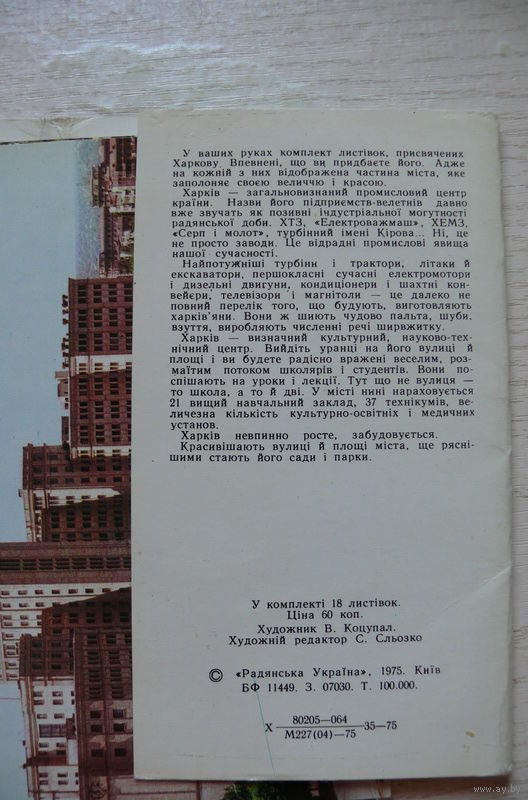 У ваших руках комплект листівок, присвячених
Харкову. Впевнені, що ви придбаєте його. Адже
на кожній з них відображена частина міста, яке
заполоняє своєю величчю і красою.
Харків — загальновизнаний промисловий центр
країни. Назви його підприємств-велетнів давно
вже звучать як позивні індустріальної могутності
радянської доби. ХТЗ, «Електроважмаш», ХЕМЗ,
«Серп і молот», турбінний імені Кірова... Ні, це
не просто заводи. Це відрадні промислові явища
нашої сучасності.
Найпотужніші турбіни і трактори, літаки й
екскаватори, першокласні сучасні електромотори
і дизельні двигуни, кондиціонери і шахтні кон-
вейєри, телевізори і магнітоли — це далеко не
повний перелік того, що будують, виготовляють
харків'яни. Вони ж шиють чудово пальта, шуби,
взуття, виробляють численні речі ширвжитку.
Харків — визначний культурний, науково-тех-
нічний центр. Вийдіть уранці на його вулиці й
площі і ви будете радісно вражені веселим, роз-
маїтим потоком школярів і студентів. Вони по-
спішають на уроки і лекції. Тут що не вулиця —
то школа, а то й дві. У місті нині нараховується
21 вищий навчальний заклад, 37 технікумів, ве-
личезна кількість культурно-освітніх і медичних
установ.
Харків невпинно росте, забудовується.
Красивішають вулиці й площі міста, ще ряснi-
шими стають його сади і парки.
У комплекті 18 листівок.
Ціна 60 коп.
Художник В. Коцупал.
Художній редактор С. Сльозко
© «Радянська Україна», 1975. Київ
БФ 11449. З. 07030. Т. 100.000.
80205—064
Х 35—75
М227(04)—75
www.ay.by